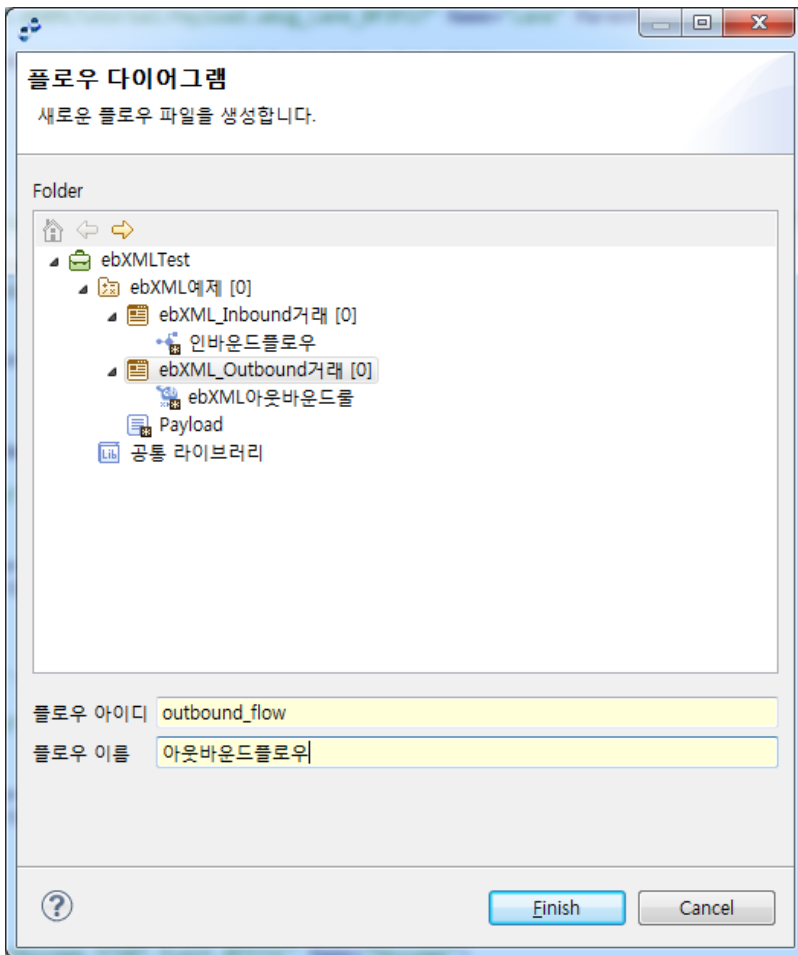 플로우 다이어그램
새로운 플로우 파일을 생성합니다.
Folder
ebXMLTest
ebXML예제 [0]
ebXML_Inbound거래 [0]
인바운드플로우
ebXML_Outbound거래 [0]
ebXML아웃바운드룰
Payload
Lib 공통 라이브러리
플로우 아이디 outbound_flow
플로우 이름 아웃바운드플로우
? Finish Cancel